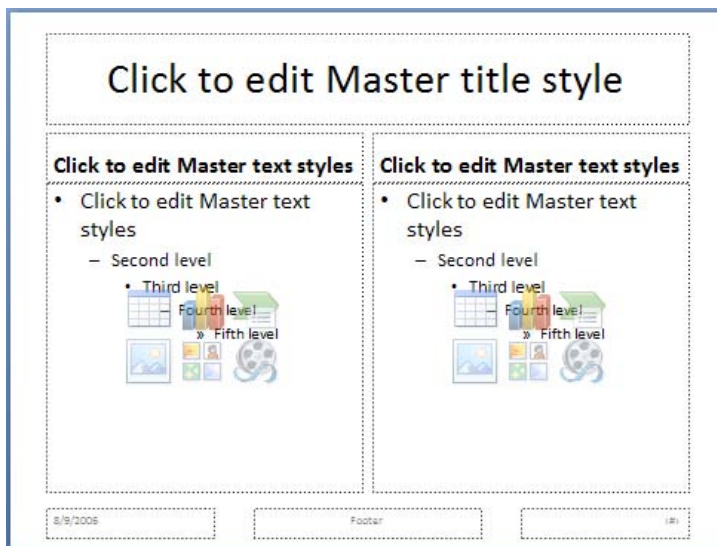 Click to edit Master title style
Click to edit Master text styles
• Click to edit Master text
styles
– Second level
• Third level
– Fourth level
» Fifth level
Click to edit Master text styles
• Click to edit Master text
styles
– Second level
• Third level
– Fourth level
» Fifth level
8/9/2006
Footer
‹#›